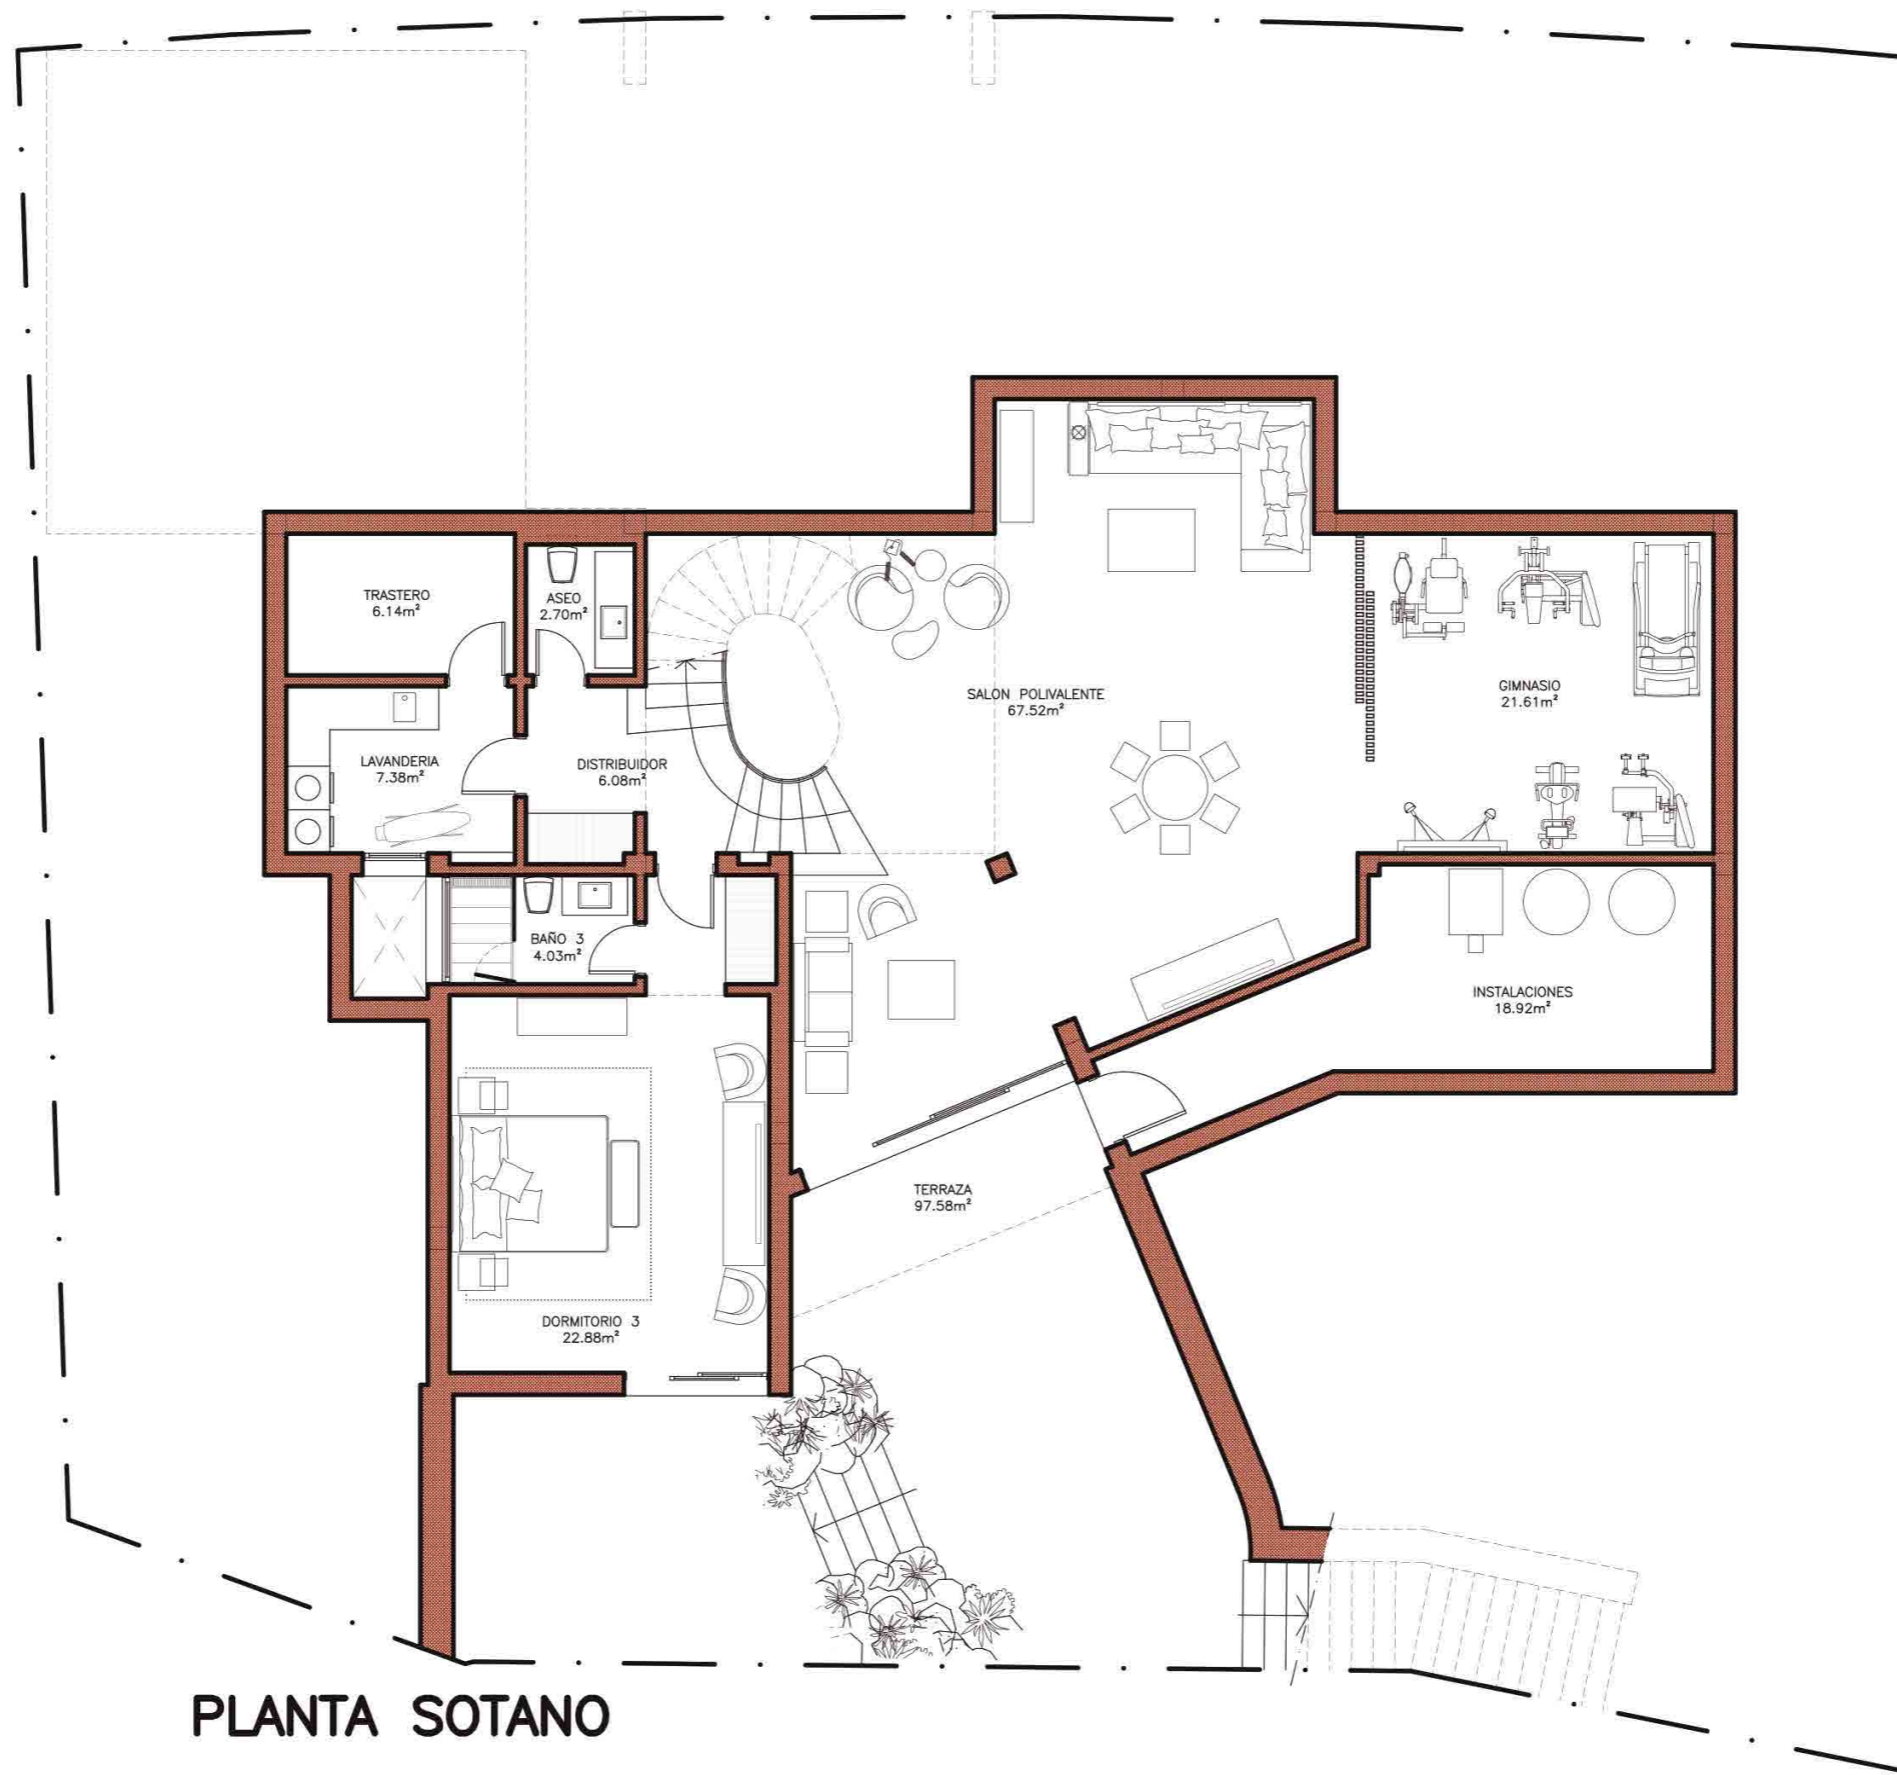 TRASTERO
6.14m²
ASEO
2.70m²
SALON POLIVALENTE
67.52m²
GIMNASIO
21.61m²
LAVANDERIA
7.38m²
DISTRIBUIDOR
6.08m²
BAÑO 3
4.03m²
INSTALACIONES
18.92m²
TERRAZA
97.58m²
DORMITORIO 3
22.88m²
PLANTA SOTANO